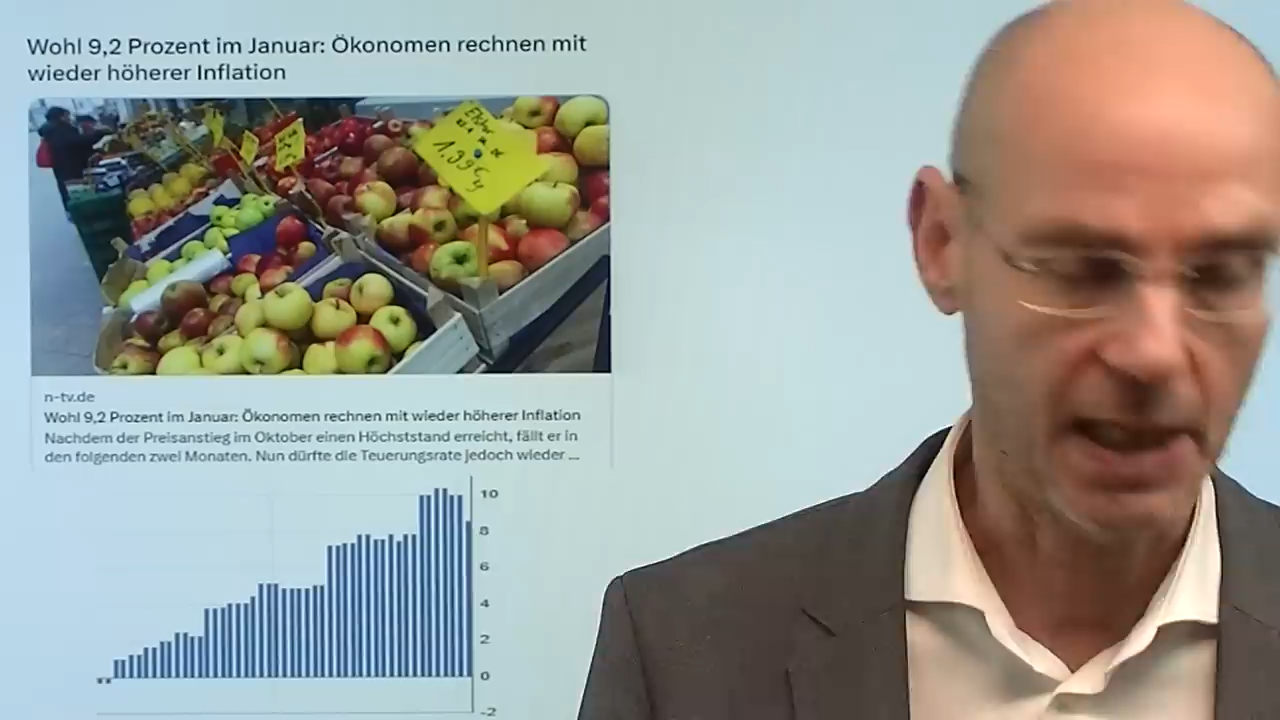 Wohl 9,2 Prozent im Januar: Ökonomen rechnen mit
wieder höherer Inflation
1.39€
n-tv.de
Wohl 9,2 Prozent im Januar: Ökonomen rechnen mit wieder höherer Inflation
Nachdem der Preisanstieg im Oktober einen Höchststand erreicht, fällt er in
den folgenden zwei Monaten. Nun dürfte die Teuerungsrate jedoch wieder ...
10
8
6
4
2
0
-2